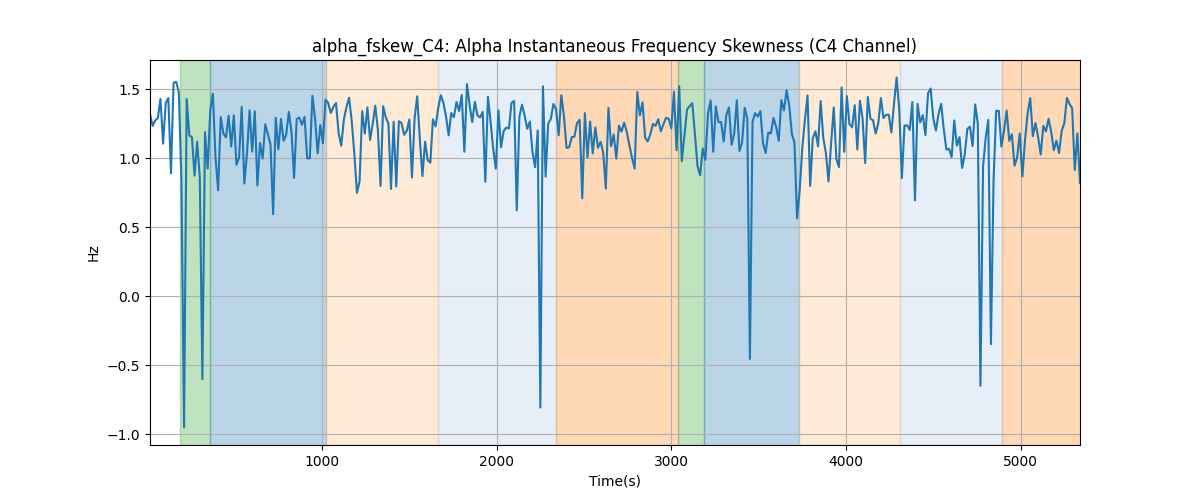 alpha_fskew_C4: Alpha Instantaneous Frequency Skewness (C4 Channel)
1.5
1.0
0.5
0.0
−0.5
−1.0
Hz
1000 2000 3000 4000 5000
Time(s)